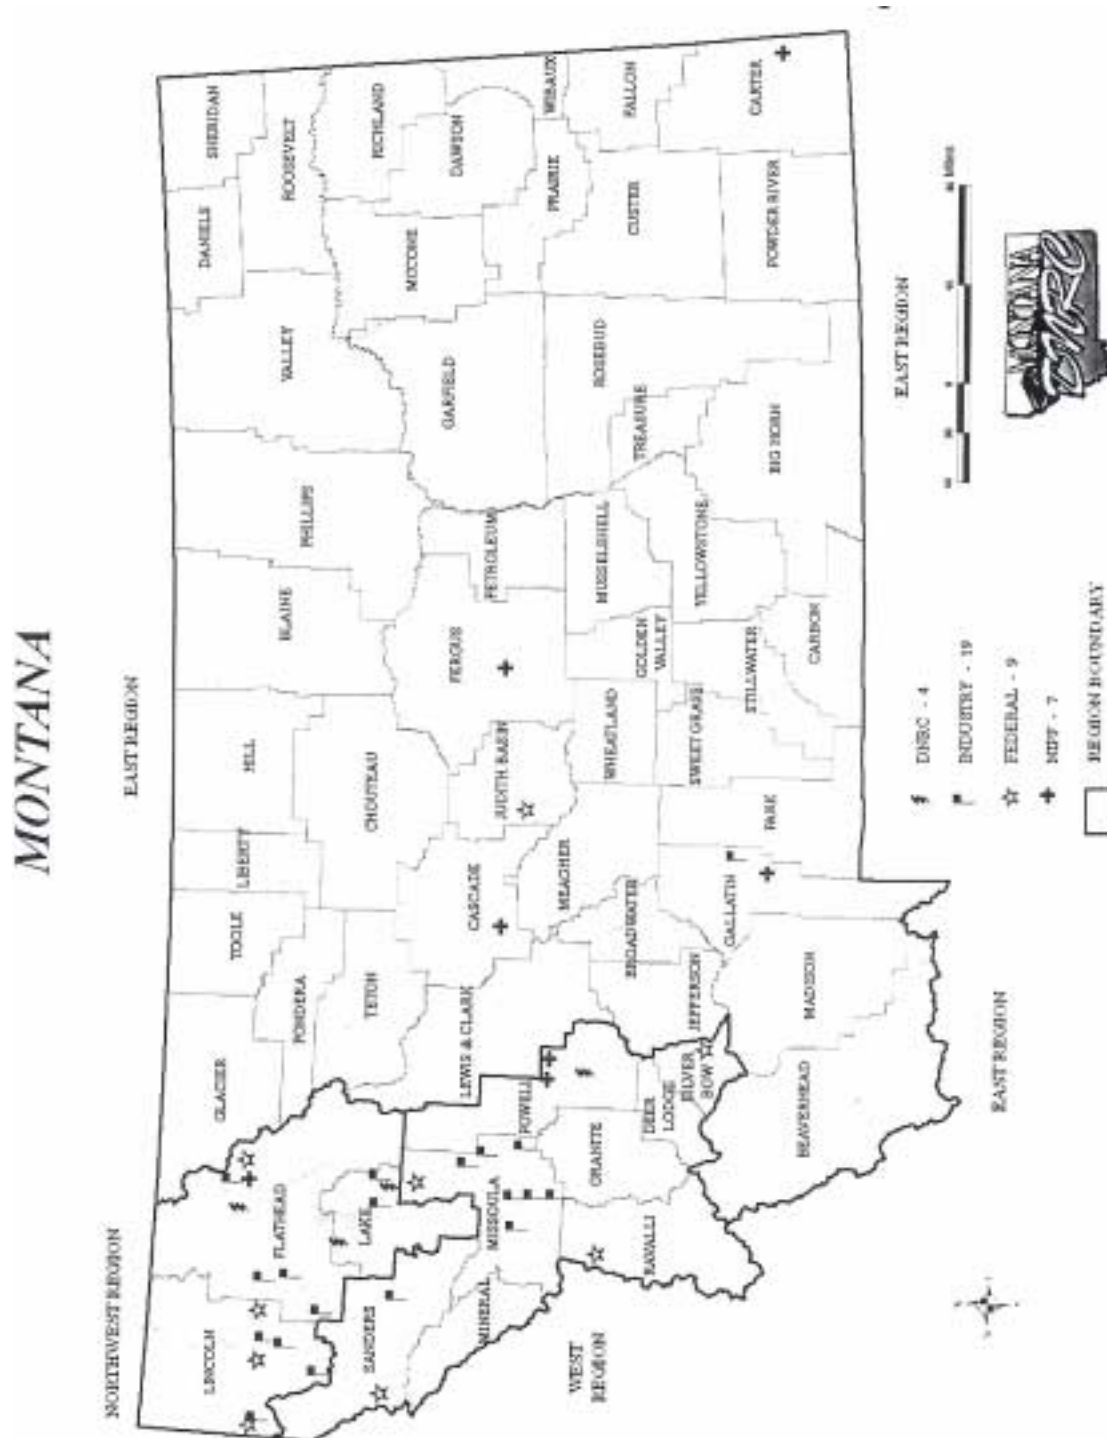 MONTANA
NORTHWEST REGION
EAST REGION
LINCOLN
FLATHEAD
GLACIER
TOOLE
LIBERTY
HILL
BLAINE
PHILLIPS
VALLEY
DANIELS
SHERIDAN
ROOSEVELT
PONDERA
TETON
CHOUTEAU
SANDERS
LAKE
LEWIS & CLARK
CASCADE
JUDITH BASIN
FERGUS
PETROLEUM
GARFIELD
MCCONE
RICHLAND
DAWSON
WIBAUX
PRAIRIE
MINERAL
MISSOULA
POWELL
MEAGHER
WHEATLAND
GOLDEN
VALLEY
MUSSELSHELL
TREASURE
ROSEBUD
CUSTER
FALLON
RAVALLI
GRANITE
DEER
LODGE
SILVER
BOW
JEFFERSON
BROADWATER
GALLATIN
PARK
SWEET GRASS
STILLWATER
YELLOWSTONE
CARBON
BIG HORN
POWDER RIVER
CARTER
BEAVERHEAD
MADISON
WEST
REGION
EAST REGION
EAST REGION
DNRC - 4
INDUSTRY - 19
FEDERAL - 9
NIPF - 7
REGION BOUNDARY
Miles
MONTANA
DNRC